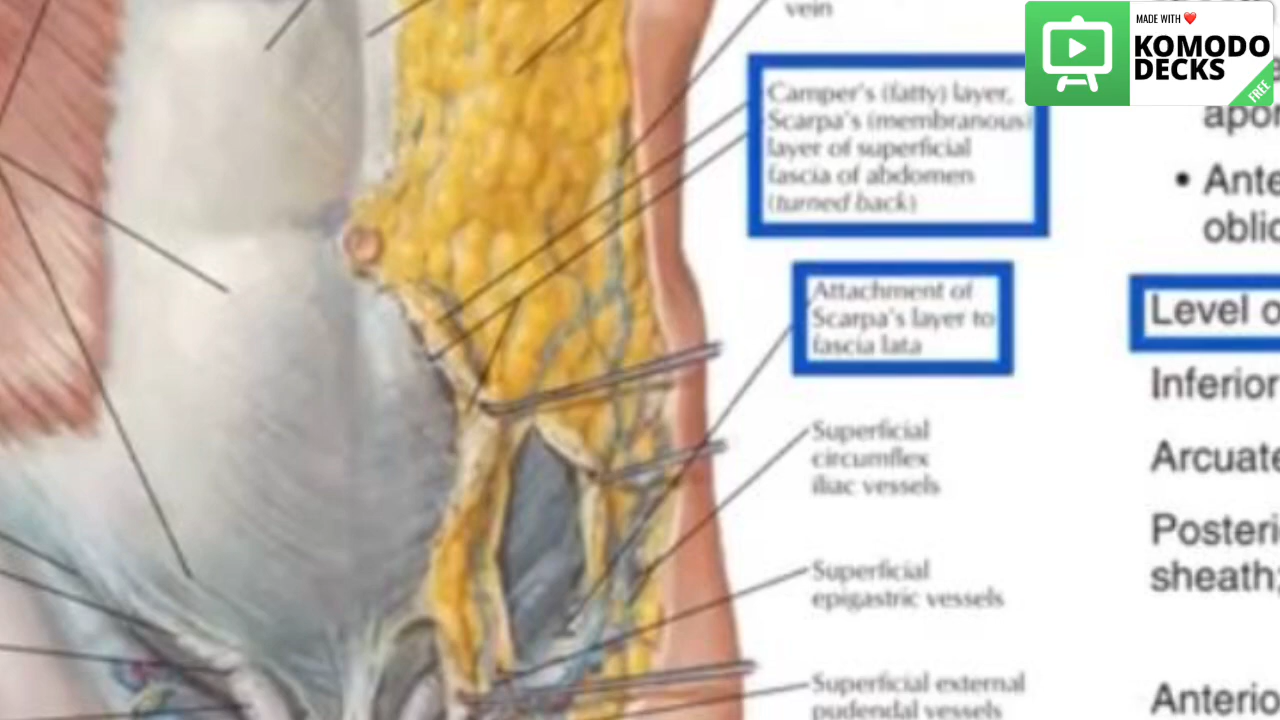 vein
Camper's (fatty) layer,
Scarpa's (membranous)
layer of superficial
fascia of abdomen
(turned back)
Attachment of
Scarpa's layer to
fascia lata
Superficial
circumflex
iliac vessels
Superficial
epigastric vessels
Superficial external
pudendal vessels
MADE WITH ❤️
KOMODO
DECKS
FREE
apor
• Ante
obliq
Level o
Inferior
Arcuate
Posteri
sheath;
Anterio